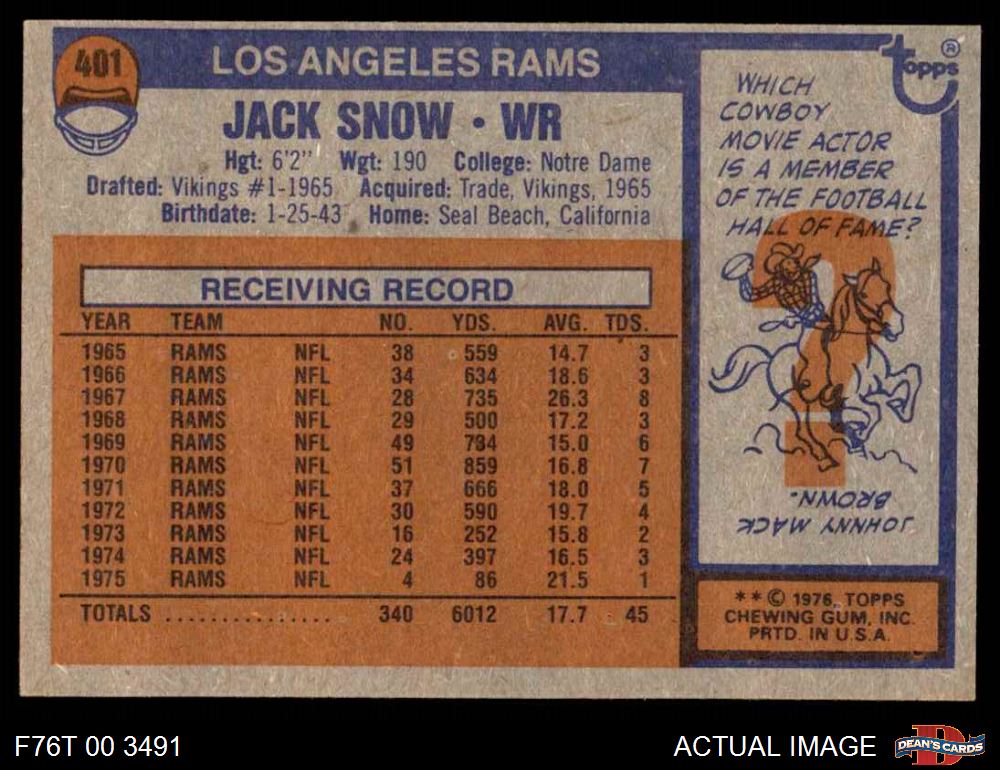 401
LOS ANGELES RAMS
JACK SNOW • WR
Hgt: 6'2" Wgt: 190 College: Notre Dame
Drafted: Vikings #1-1965 Acquired: Trade, Vikings, 1965
Birthdate: 1-25-43 Home: Seal Beach, California
RECEIVING RECORD
YEAR TEAM NO. YDS. AVG. TDS.
1965 RAMS NFL 38 559 14.7 3
1966 RAMS NFL 34 634 18.6 3
1967 RAMS NFL 28 735 26.3 8
1968 RAMS NFL 29 500 17.2 3
1969 RAMS NFL 49 734 15.0 6
1970 RAMS NFL 51 859 16.8 7
1971 RAMS NFL 37 666 18.0 5
1972 RAMS NFL 30 590 19.7 4
1973 RAMS NFL 16 252 15.8 2
1974 RAMS NFL 24 397 16.5 3
1975 RAMS NFL 4 86 21.5 1
TOTALS ............... 340 6012 17.7 45
topps ®
WHICH
COWBOY
MOVIE ACTOR
IS A MEMBER
OF THE FOOTBALL
HALL OF FAME?
?
JOHNNY MACK
BROWN.
** © 1976 TOPPS
CHEWING GUM, INC.
PRTD. IN U.S.A.
F76T 00 3491
ACTUAL IMAGE
D
DEAN'S CARDS